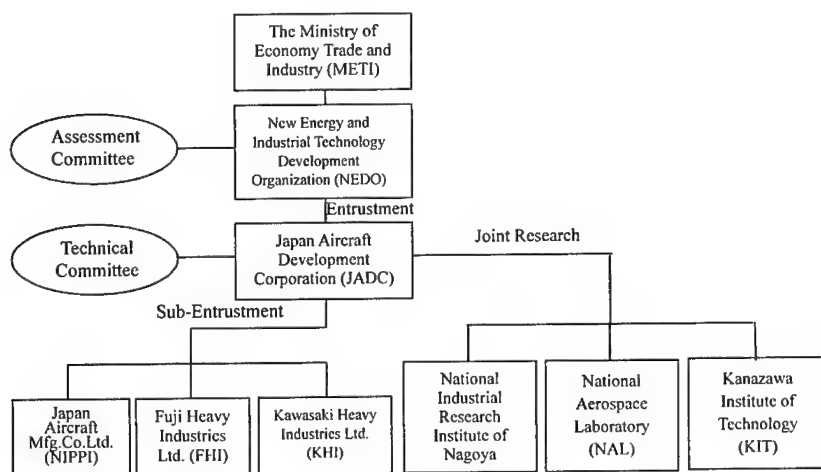 The Ministry of
Economy Trade and
Industry (METI)
New Energy and
Industrial Technology
Development
Organization (NEDO)
Assessment
Committee
Entrustment
Technical
Committee
Japan Aircraft
Development
Corporation (JADC)
Joint Research
Sub-Entrustment
Japan
Aircraft
Mfg.Co.Ltd.
(NIPPI)
Fuji Heavy
Industries
Ltd. (FHI)
Kawasaki Heavy
Industries Ltd.
(KHI)
National
Industrial
Research
Institute of
Nagoya
National
Aerospace
Laboratory
(NAL)
Kanazawa
Institute of
Technology
(KIT)